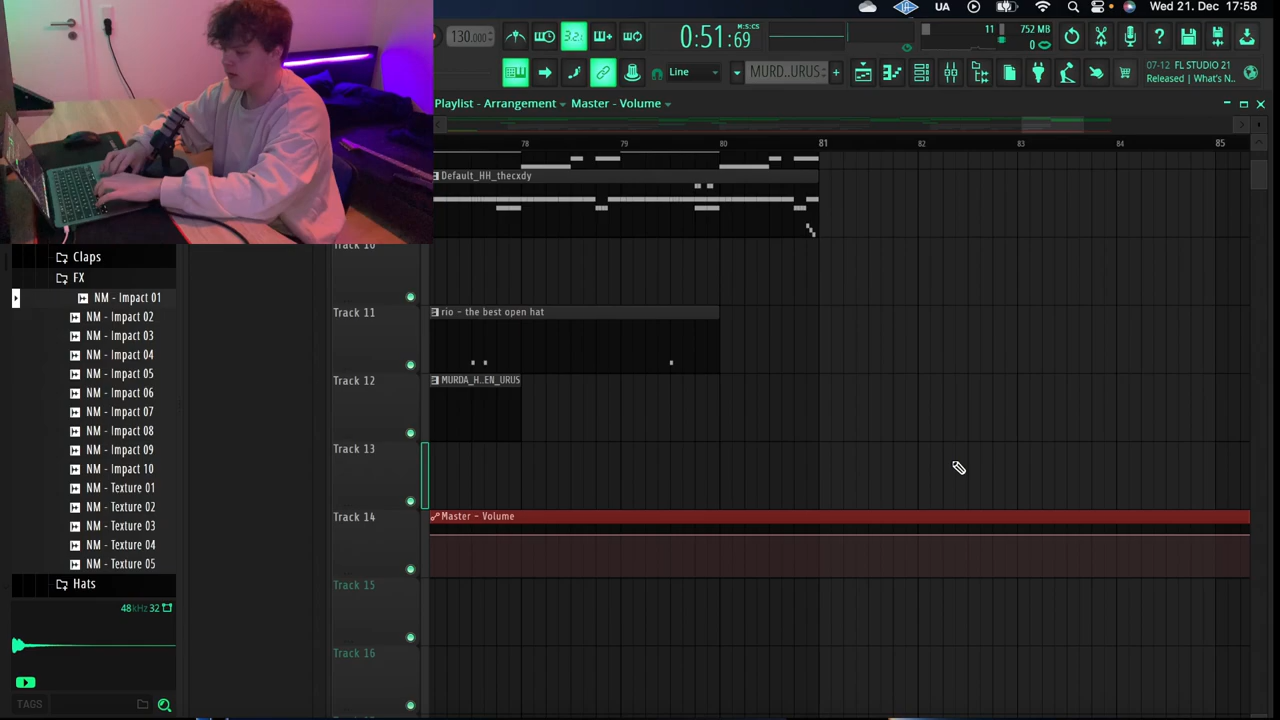 UA
Wed 21. Dec 17:58
130.000
3.2:
0:51:69
M:S:CS
11
752 MB
0
Line
MURD..URUS
07-12 FL STUDIO 21
Released | What's N..
Playlist - Arrangement
Master - Volume
78
79
80
81
82
83
84
85
Default_HH_thecxdy
Claps
FX
NM - Impact 01
NM - Impact 02
NM - Impact 03
NM - Impact 04
NM - Impact 05
NM - Impact 06
NM - Impact 07
NM - Impact 08
NM - Impact 09
NM - Impact 10
NM - Texture 01
NM - Texture 02
NM - Texture 03
NM - Texture 04
NM - Texture 05
Hats
48kHz 32
TAGS
Track 10
Track 11
rio - the best open hat
Track 12
MURDA_H..EN_URUS
Track 13
Track 14
Master - Volume
Track 15
Track 16